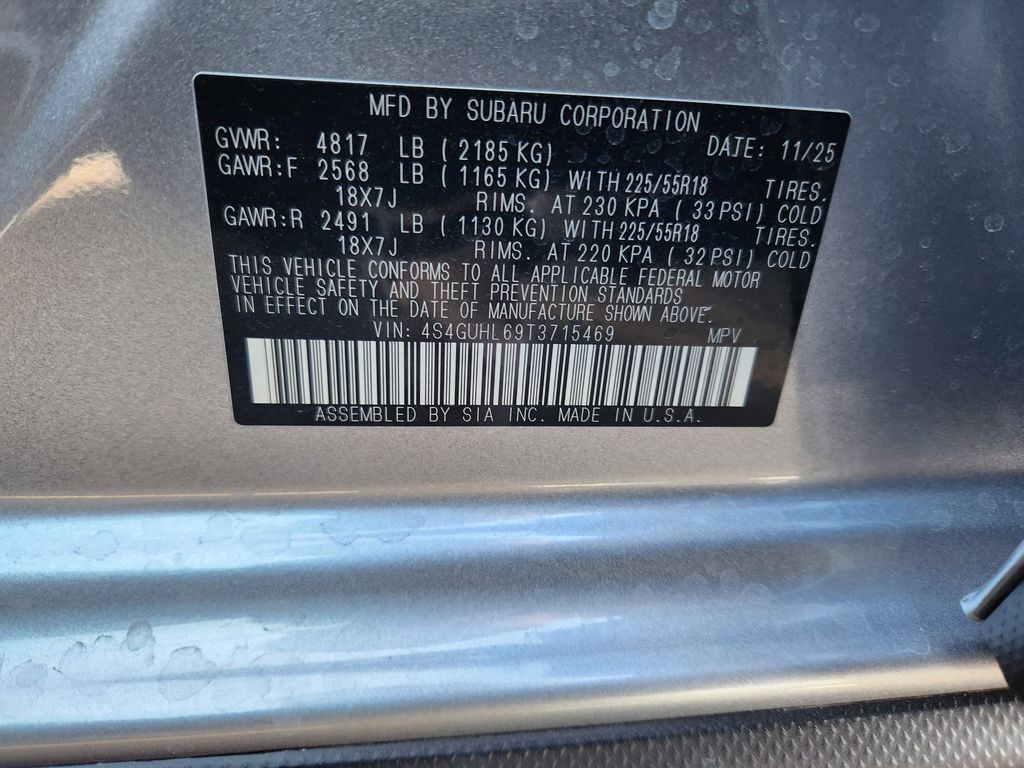 MFD BY SUBARU CORPORATION
GVWR: 4817 LB ( 2185 KG) DATE: 11/25
GAWR:F 2568 LB ( 1165 KG) WITH 225/55R18 TIRES.
18X7J RIMS. AT 230 KPA ( 33 PSI) COLD
GAWR:R 2491 LB ( 1130 KG) WITH 225/55R18 TIRES.
18X7J RIMS. AT 220 KPA ( 32 PSI) COLD
THIS VEHICLE CONFORMS TO ALL APPLICABLE FEDERAL MOTOR
VEHICLE SAFETY AND THEFT PREVENTION STANDARDS
IN EFFECT ON THE DATE OF MANUFACTURE SHOWN ABOVE.
VIN: 4S4GUHL69T3715469 MPV
ASSEMBLED BY SIA INC. MADE IN U.S.A.